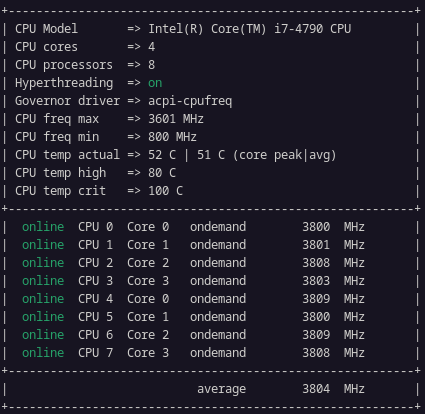 +----------------------------------------------------------+
| CPU Model       => Intel(R) Core(TM) i7-4790 CPU         |
| CPU cores       => 4                                     |
| CPU processors  => 8                                     |
| Hyperthreading  => on                                    |
| Governor driver => acpi-cpufreq                          |
| CPU freq max    => 3601 MHz                              |
| CPU freq min    => 800 MHz                               |
| CPU temp actual => 52 C | 51 C (core peak|avg)           |
| CPU temp high   => 80 C                                  |
| CPU temp crit   => 100 C                                 |
+----------------------------------------------------------+
|  online  CPU 0  Core 0   ondemand        3800  MHz       |
|  online  CPU 1  Core 1   ondemand        3801  MHz       |
|  online  CPU 2  Core 2   ondemand        3808  MHz       |
|  online  CPU 3  Core 3   ondemand        3803  MHz       |
|  online  CPU 4  Core 0   ondemand        3809  MHz       |
|  online  CPU 5  Core 1   ondemand        3800  MHz       |
|  online  CPU 6  Core 2   ondemand        3809  MHz       |
|  online  CPU 7  Core 3   ondemand        3808  MHz       |
+----------------------------------------------------------+
|                           average        3804  MHz       |
+----------------------------------------------------------+